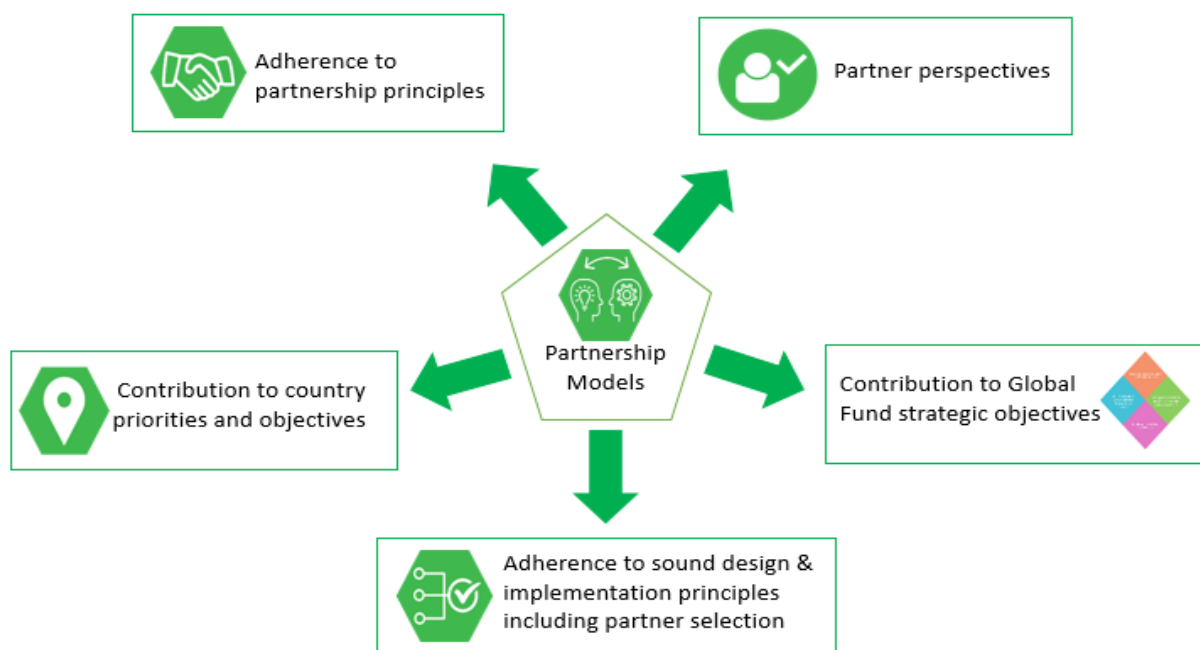 Adherence to
partnership principles
Partner perspectives
Partnership
Models
Contribution to country
priorities and objectives
Contribution to Global
Fund strategic objectives
Adherence to sound design &
implementation principles
including partner selection